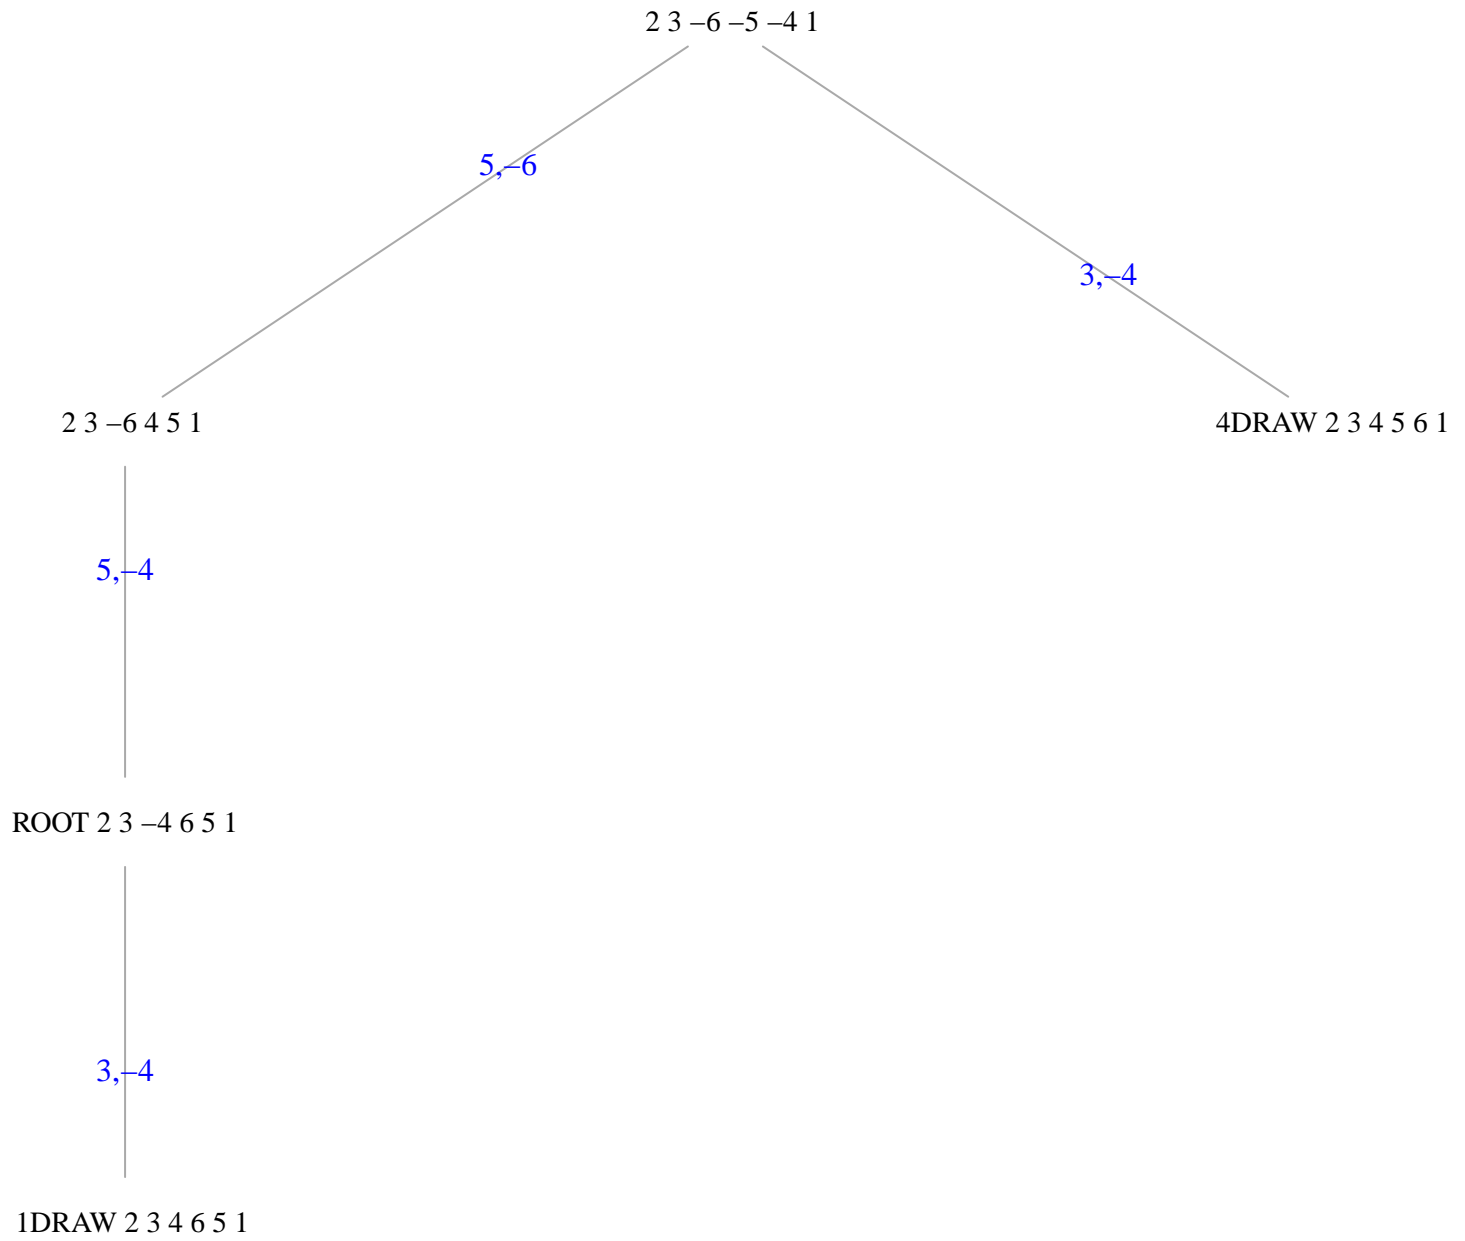 2 3 –6 –5 –4 1
5,–6
3,–4
2 3 –6 4 5 1
4DRAW 2 3 4 5 6 1
5,–4
ROOT 2 3 –4 6 5 1
3,–4
1DRAW 2 3 4 6 5 1